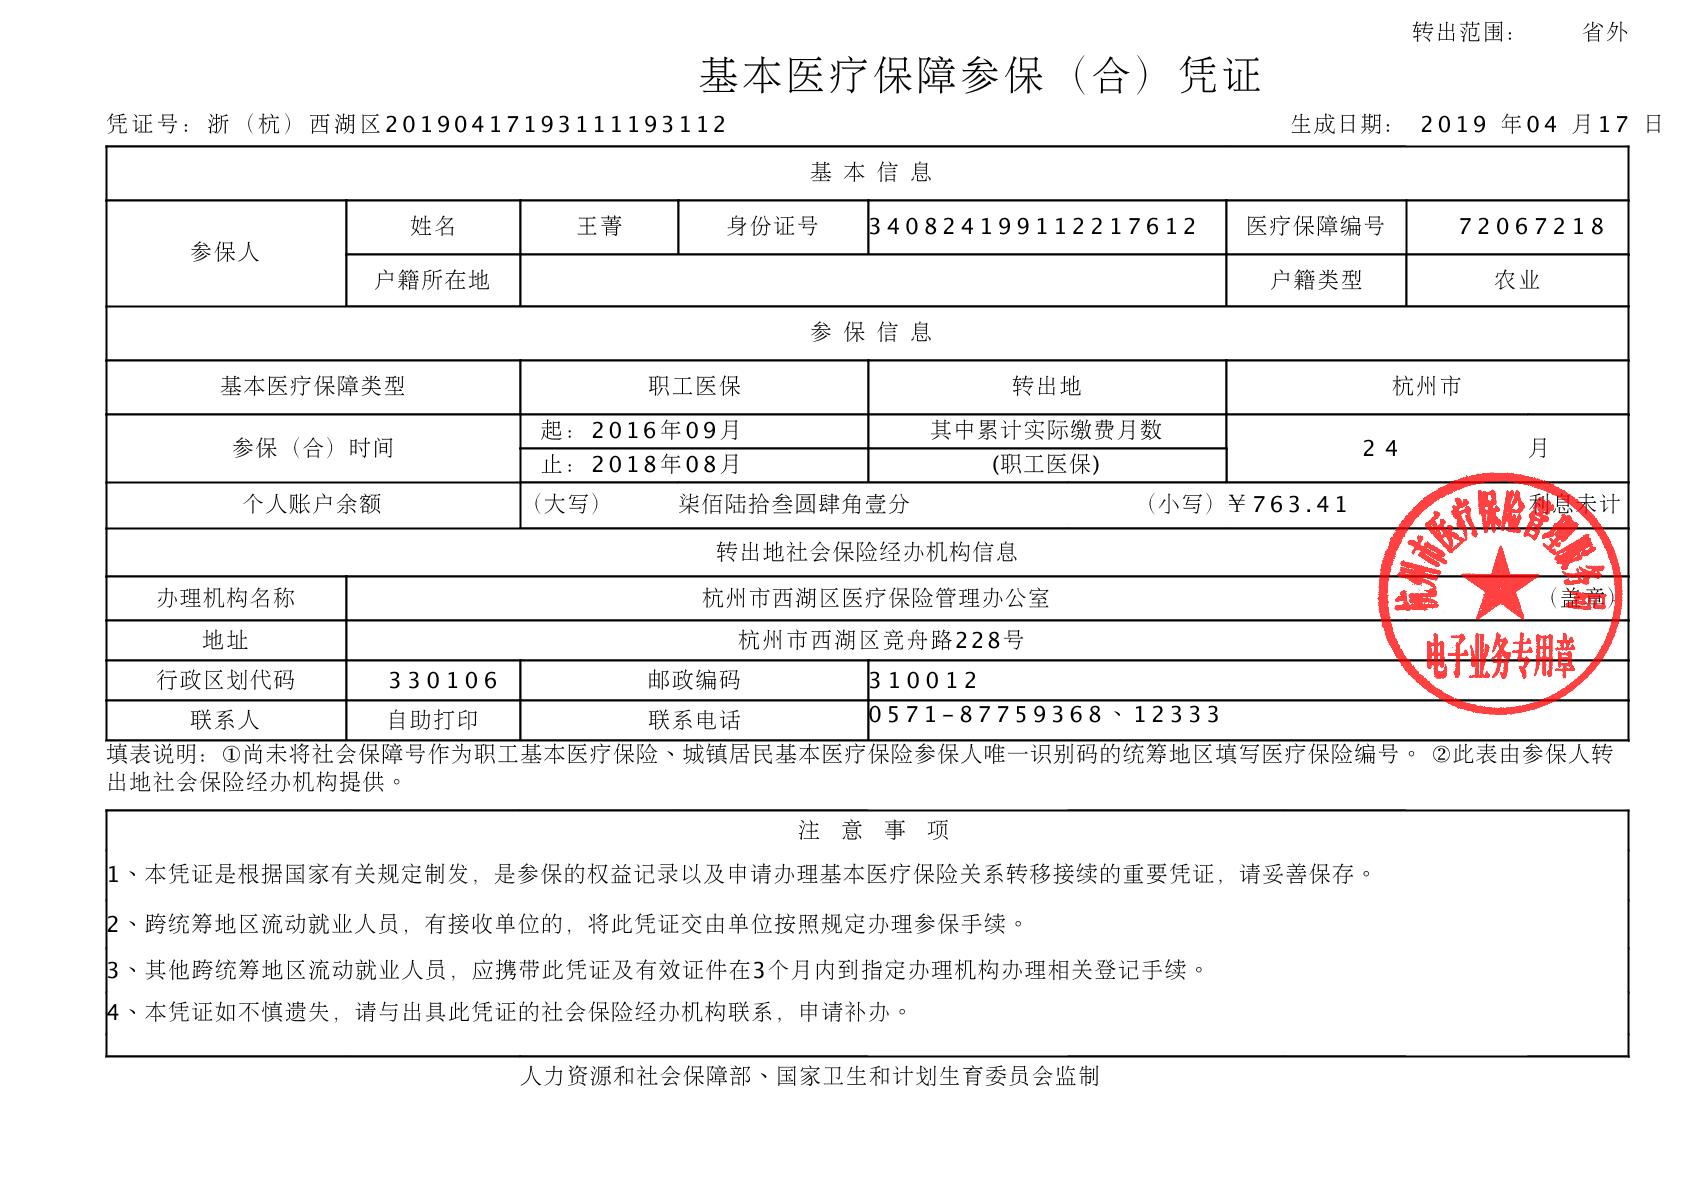 转出范围： 省外
基本医疗保障参保（合）凭证
凭证号：浙（杭）西湖区20190417193111193112 生成日期： 2019 年04 月17 日
基 本 信 息
参保人 姓名 王菁 身份证号 340824199112217612 医疗保障编号 72067218
户籍所在地 户籍类型 农业
参 保 信 息
基本医疗保障类型 职工医保 转出地 杭州市
参保（合）时间 起：2016年09月 其中累计实际缴费月数 24 月
止：2018年08月 (职工医保)
个人账户余额 （大写） 柒佰陆拾叁圆肆角壹分 （小写）￥763.41 利息未计
转出地社会保险经办机构信息
办理机构名称 杭州市西湖区医疗保险管理办公室 （盖章）
地址 杭州市西湖区竞舟路228号
行政区划代码 330106 邮政编码 310012
联系人 自助打印 联系电话 0571-87759368、12333
杭州市医疗保险管理服务局
电子业务专用章
填表说明：①尚未将社会保障号作为职工基本医疗保险、城镇居民基本医疗保险参保人唯一识别码的统筹地区填写医疗保险编号。②此表由参保人转
出地社会保险经办机构提供。
注 意 事 项
1、本凭证是根据国家有关规定制发，是参保的权益记录以及申请办理基本医疗保险关系转移接续的重要凭证，请妥善保存。
2、跨统筹地区流动就业人员，有接收单位的，将此凭证交由单位按照规定办理参保手续。
3、其他跨统筹地区流动就业人员，应携带此凭证及有效证件在3个月内到指定办理机构办理相关登记手续。
4、本凭证如不慎遗失，请与出具此凭证的社会保险经办机构联系，申请补办。
人力资源和社会保障部、国家卫生和计划生育委员会监制